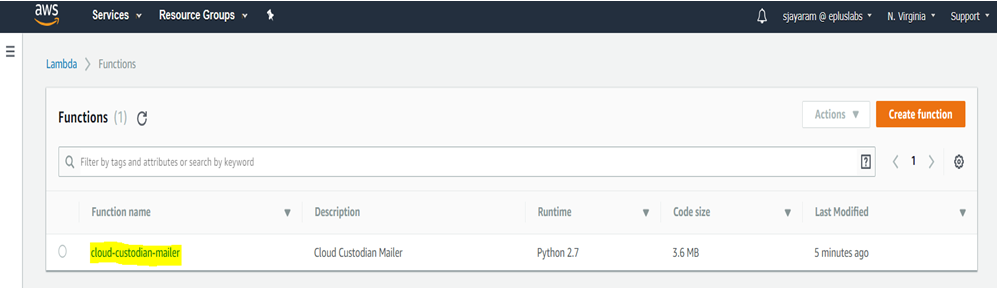 aws Services Resource Groups sjayaram @ epluslabs N. Virginia Support
Lambda Functions
Functions (1) Actions Create function
Filter by tags and attributes or search by keyword ? 1
Function name Description Runtime Code size Last Modified
cloud-custodian-mailer Cloud Custodian Mailer Python 2.7 3.6 MB 5 minutes ago